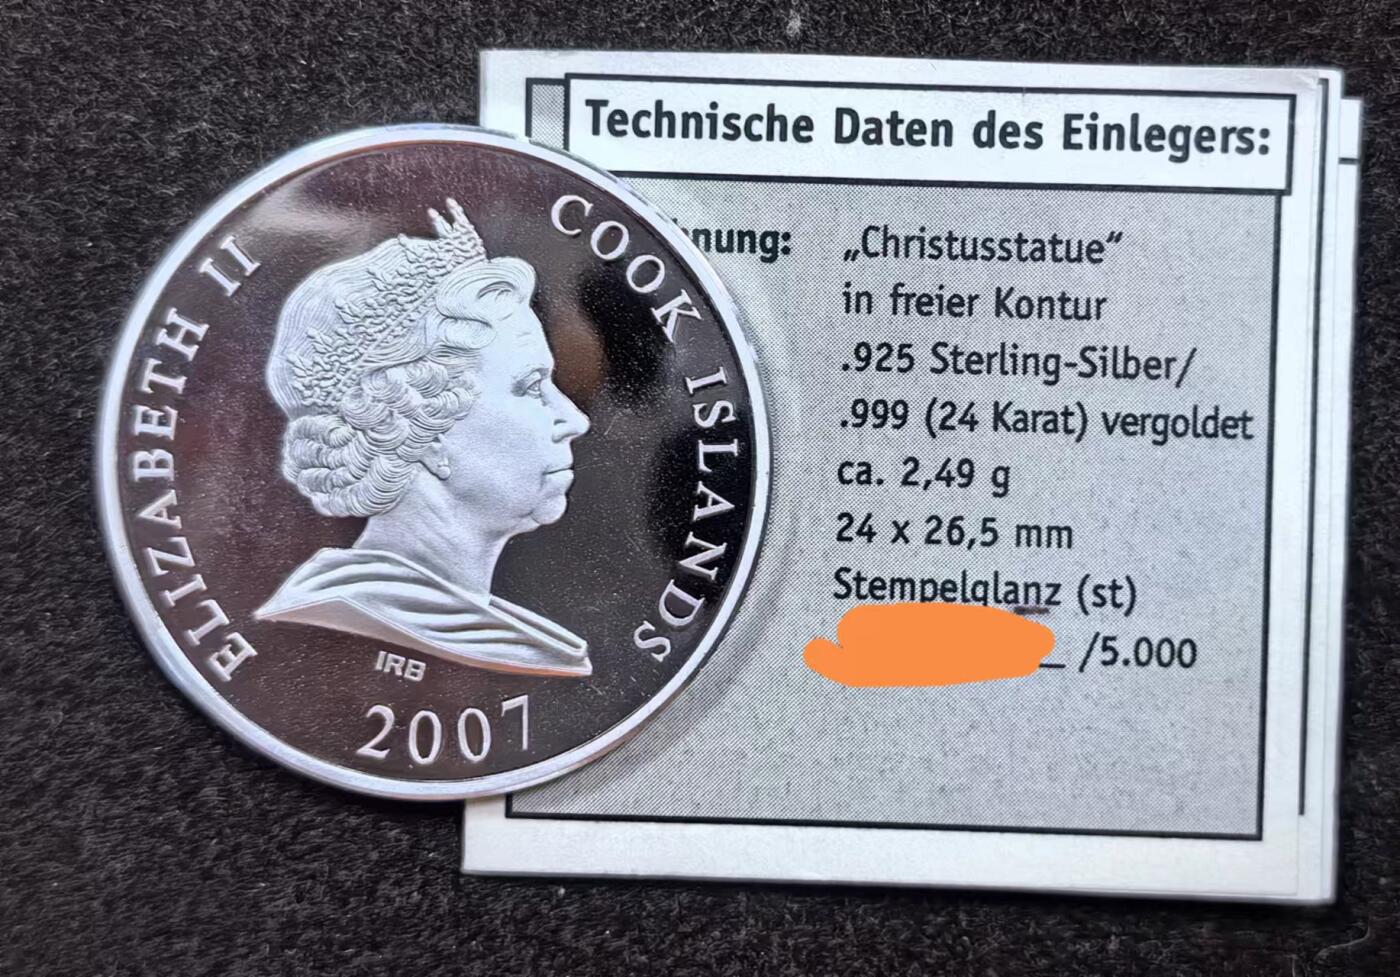 ELIZABETH II
COOK ISLANDS
IRB
2007
Technische Daten des Einlegers:
„Christusstatue“
in freier Kontur
.925 Sterling-Silber/
.999 (24 Karat) vergoldet
ca. 2,49 g
24 x 26,5 mm
Stempelglanz (st)
/5.000